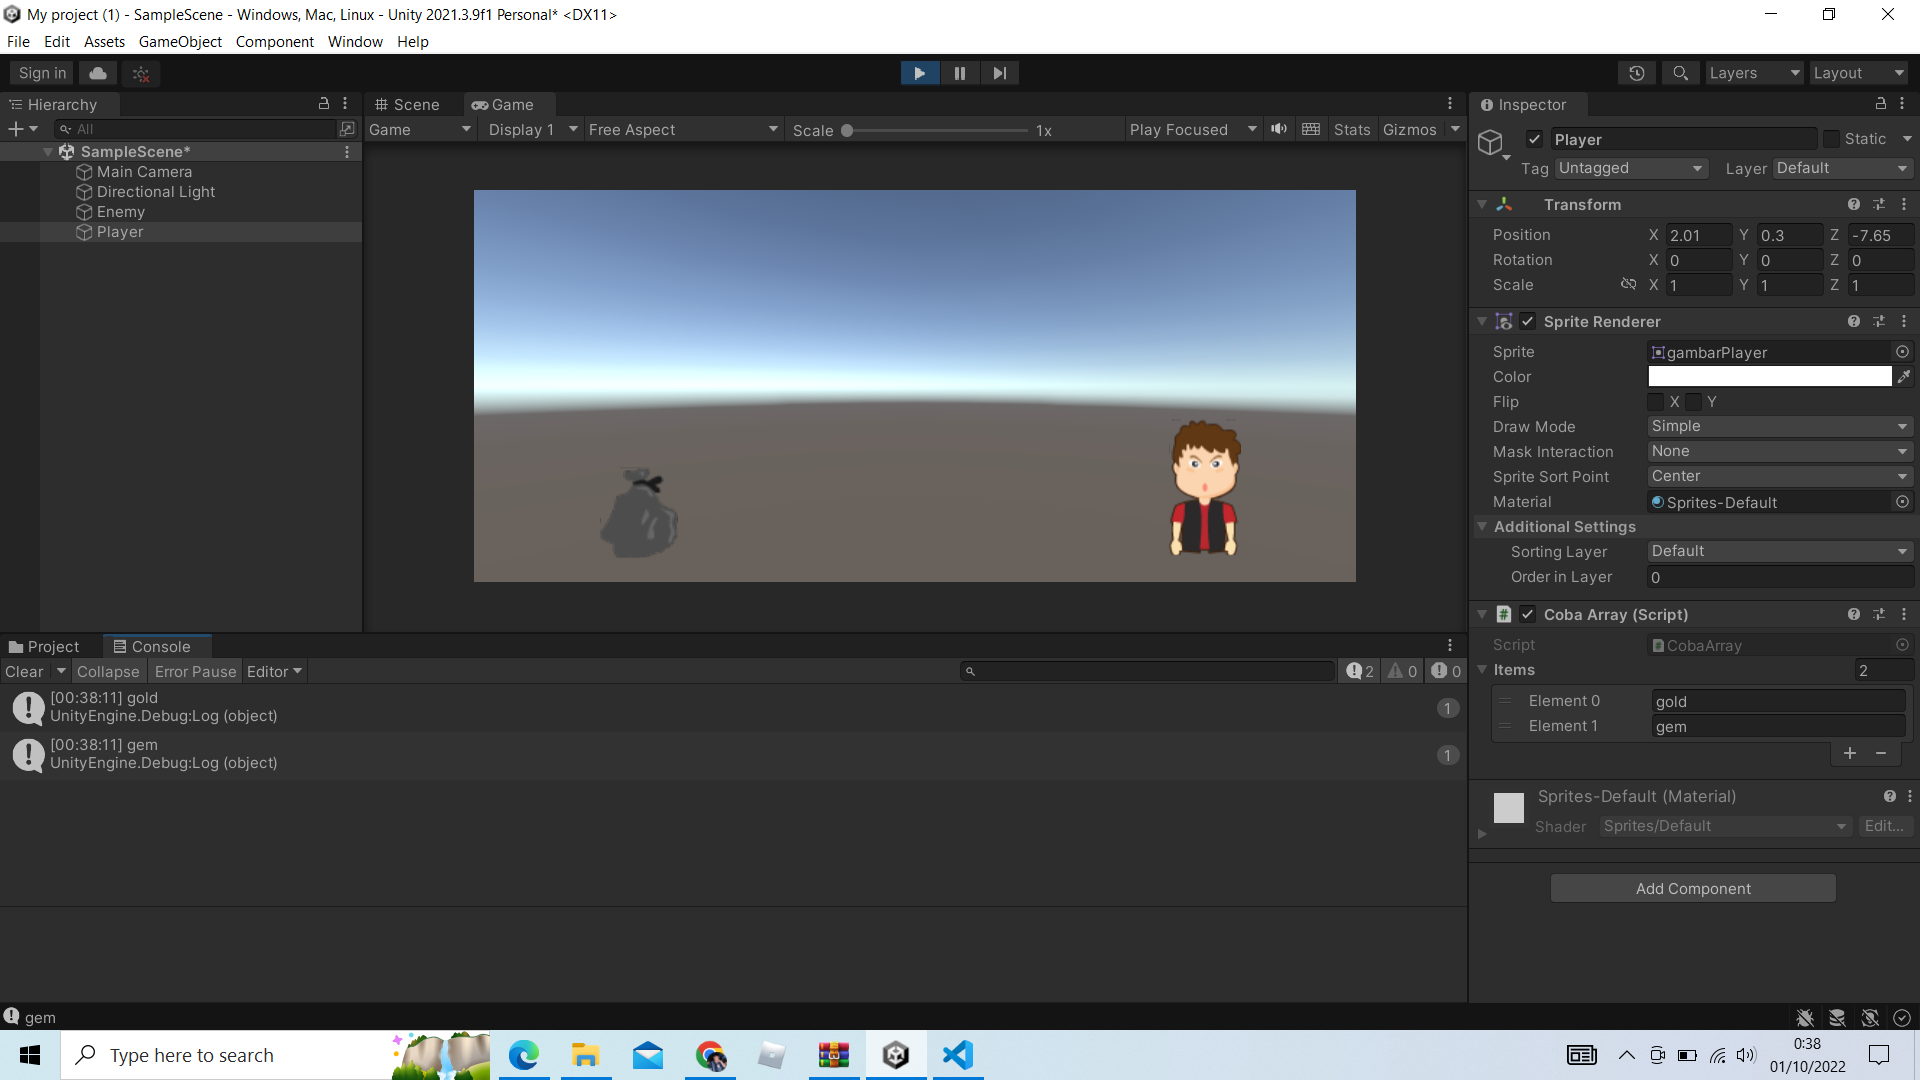 My project (1) - SampleScene - Windows, Mac, Linux - Unity 2021.3.9f1 Personal* <DX11>
File Edit Assets GameObject Component Window Help
Sign in Layers Layout
Hierarchy
All
SampleScene*
Main Camera
Directional Light
Enemy
Player
Scene Game
Game Display 1 Free Aspect Scale 1x Play Focused Stats Gizmos
Inspector
Player Static
Tag Untagged Layer Default
Transform
Position X 2.01 Y 0.3 Z -7.65
Rotation X 0 Y 0 Z 0
Scale X 1 Y 1 Z 1
Sprite Renderer
Sprite gambarPlayer
Color
Flip X Y
Draw Mode Simple
Mask Interaction None
Sprite Sort Point Center
Material Sprites-Default
Additional Settings
Sorting Layer Default
Order in Layer 0
Coba Array (Script)
Script CobaArray
Items 2
Element 0 gold
Element 1 gem
Sprites-Default (Material)
Shader Sprites/Default Edit...
Add Component
Project Console
Clear Collapse Error Pause Editor 2 0 0
[00:38:11] gold
UnityEngine.Debug:Log (object) 1
[00:38:11] gem
UnityEngine.Debug:Log (object) 1
gem
Type here to search
0:38
01/10/2022